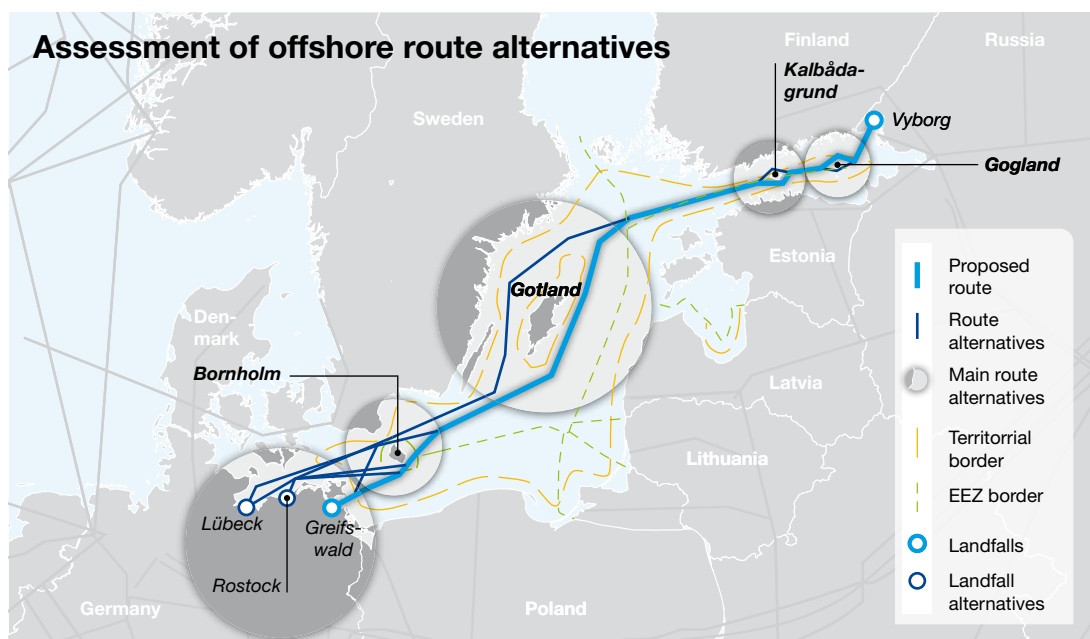 Assessment of offshore route alternatives
Finland
Russia
Kalbåda-
grund
Vyborg
Sweden
Gogland
Estonia
Gotland
Den-
mark
Bornholm
Latvia
Lithuania
Lübeck
Greifs-
wald
Rostock
Germany
Poland
Proposed
route
Route
alternatives
Main route
alternatives
Territorrial
border
EEZ border
Landfalls
Landfall
alternatives